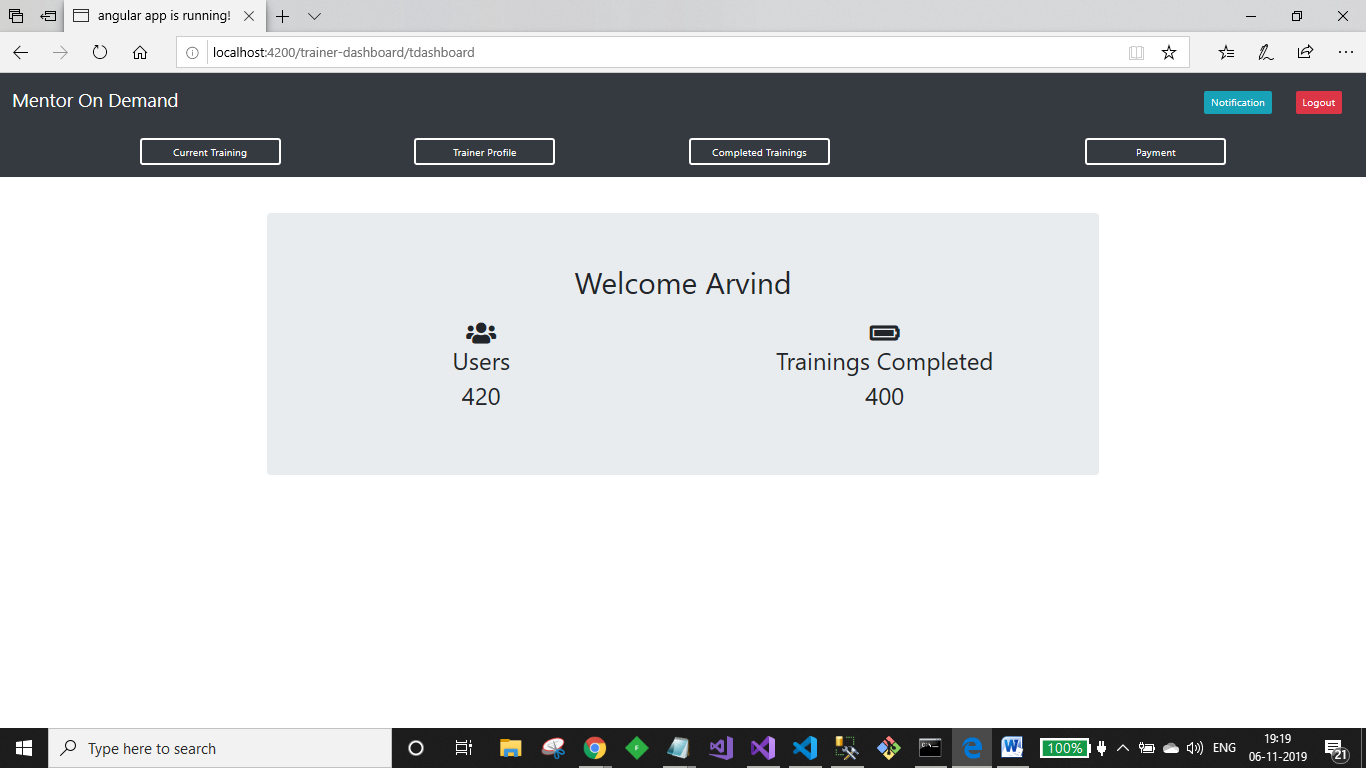 angular app is running!
localhost:4200/trainer-dashboard/tdashboard
Mentor On Demand
Notification
Logout
Current Training
Trainer Profile
Completed Trainings
Payment
Welcome Arvind
Users
Trainings Completed
420
400
Type here to search
100%
ENG
19:19
06-11-2019
21